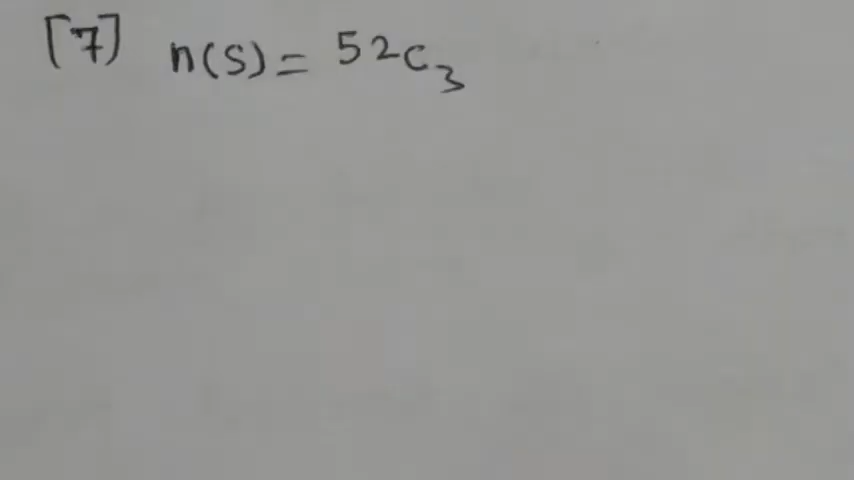 [7] n(S) = 52c₃